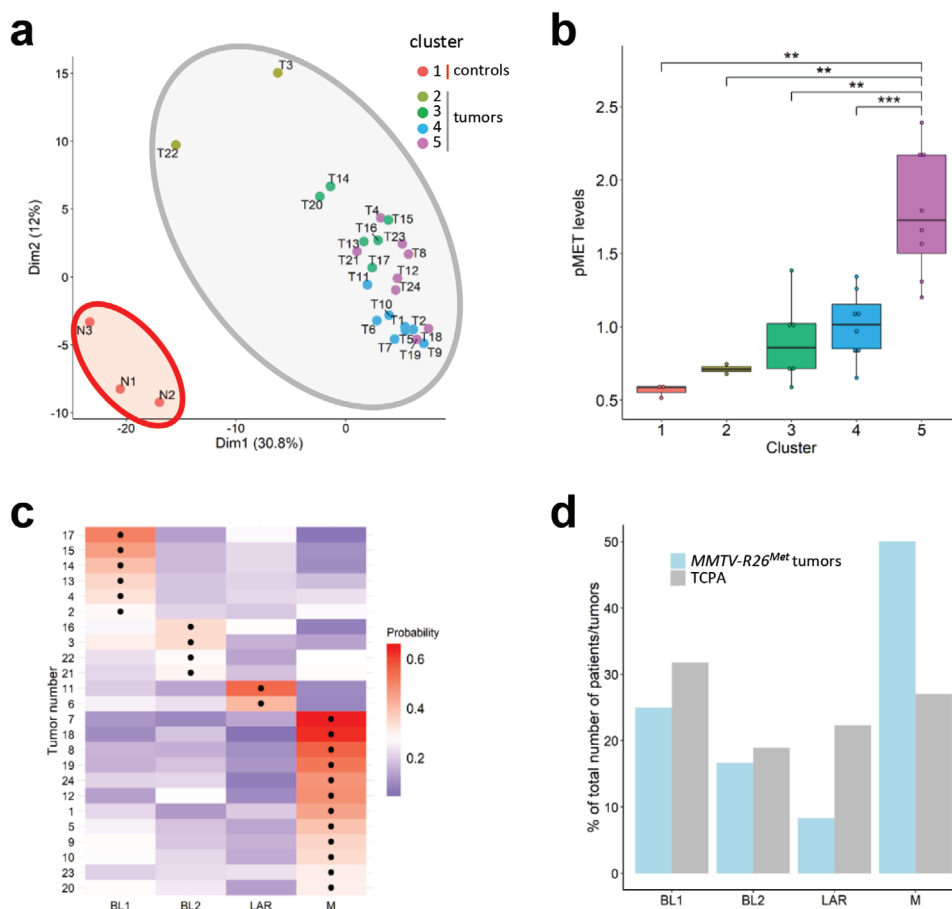 a
cluster
1 controls
2
3
4
5
tumors
15
10
5
0
-5
-10
-20
-10
0
Dim2 (12%)
Dim1 (30.8%)
T3
T22
T14
T20
T4
T15
T16
T23
T13
T8
T21
T17
T12
T11
T24
T10
T1
T2
T6
T5
T18
T7
T19
T9
N3
N1
N2
b
**
**
**
***
2.5
2.0
1.5
1.0
0.5
pMET levels
1 2 3 4 5
Cluster
c
Tumor number
17
15
14
13
4
2
16
3
22
21
11
6
7
18
8
19
24
12
1
5
9
10
23
20
BL1 BL2 LAR M
Probability
0.6
0.4
0.2
d
MMTV-R26Met tumors
TCPA
50
40
30
20
10
0
% of total number of patients/tumors
BL1 BL2 LAR M